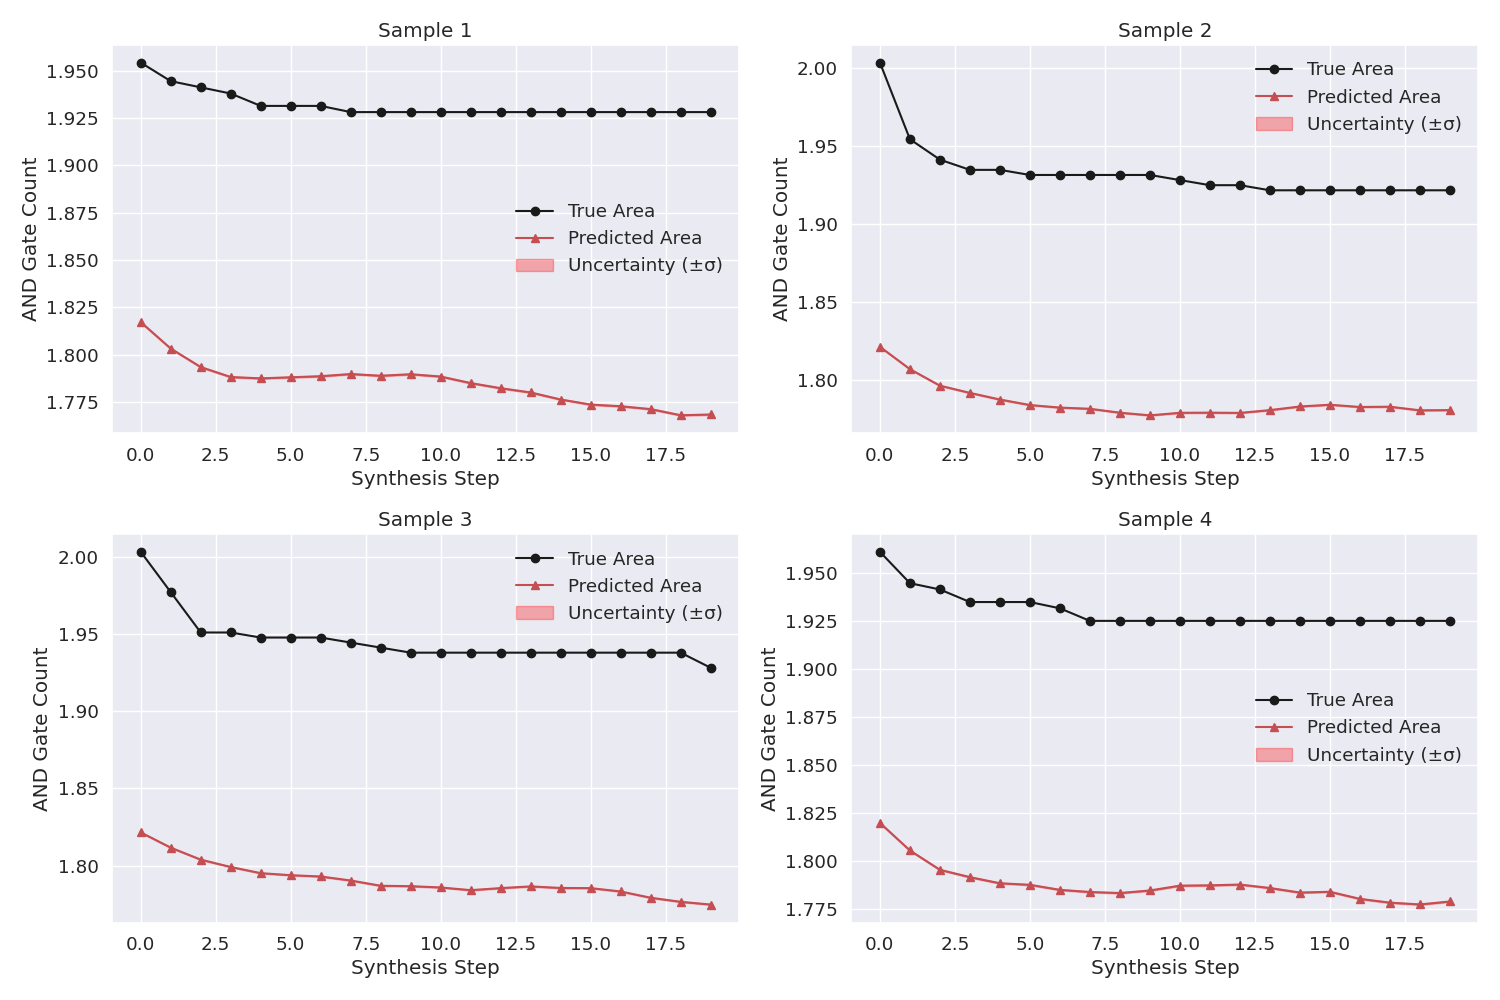 Sample 1
1.950
1.925
1.900
1.875
1.850
1.825
1.800
1.775
AND Gate Count
True Area
Predicted Area
Uncertainty (±σ)
0.0 2.5 5.0 7.5 10.0 12.5 15.0 17.5
Synthesis Step
Sample 2
2.00
1.95
1.90
1.85
1.80
AND Gate Count
True Area
Predicted Area
Uncertainty (±σ)
0.0 2.5 5.0 7.5 10.0 12.5 15.0 17.5
Synthesis Step
Sample 3
2.00
1.95
1.90
1.85
1.80
AND Gate Count
True Area
Predicted Area
Uncertainty (±σ)
0.0 2.5 5.0 7.5 10.0 12.5 15.0 17.5
Synthesis Step
Sample 4
1.950
1.925
1.900
1.875
1.850
1.825
1.800
1.775
AND Gate Count
True Area
Predicted Area
Uncertainty (±σ)
0.0 2.5 5.0 7.5 10.0 12.5 15.0 17.5
Synthesis Step